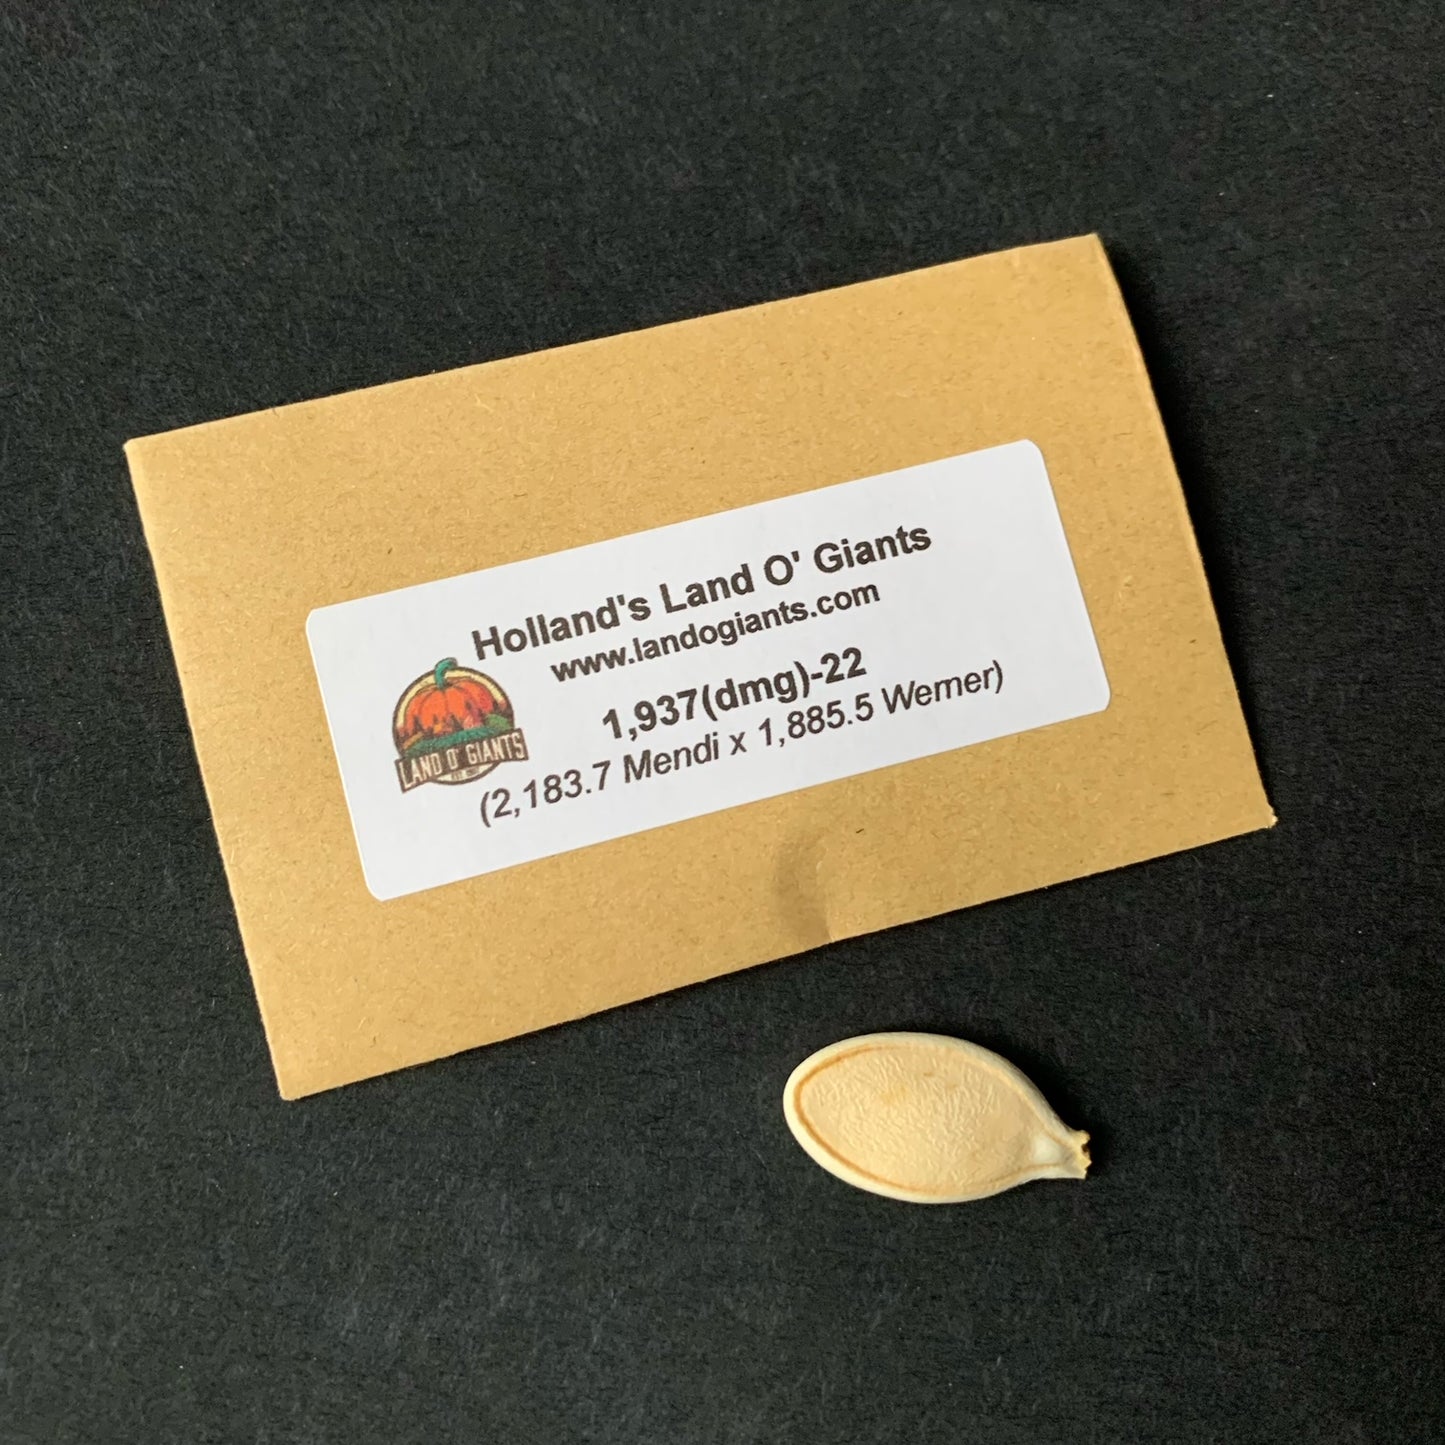 Holland's Land O' Giants
www.landogiants.com
1,937(dmg)-22
(2,183.7 Mendi x 1,885.5 Werner)
LAND O' GIANTS